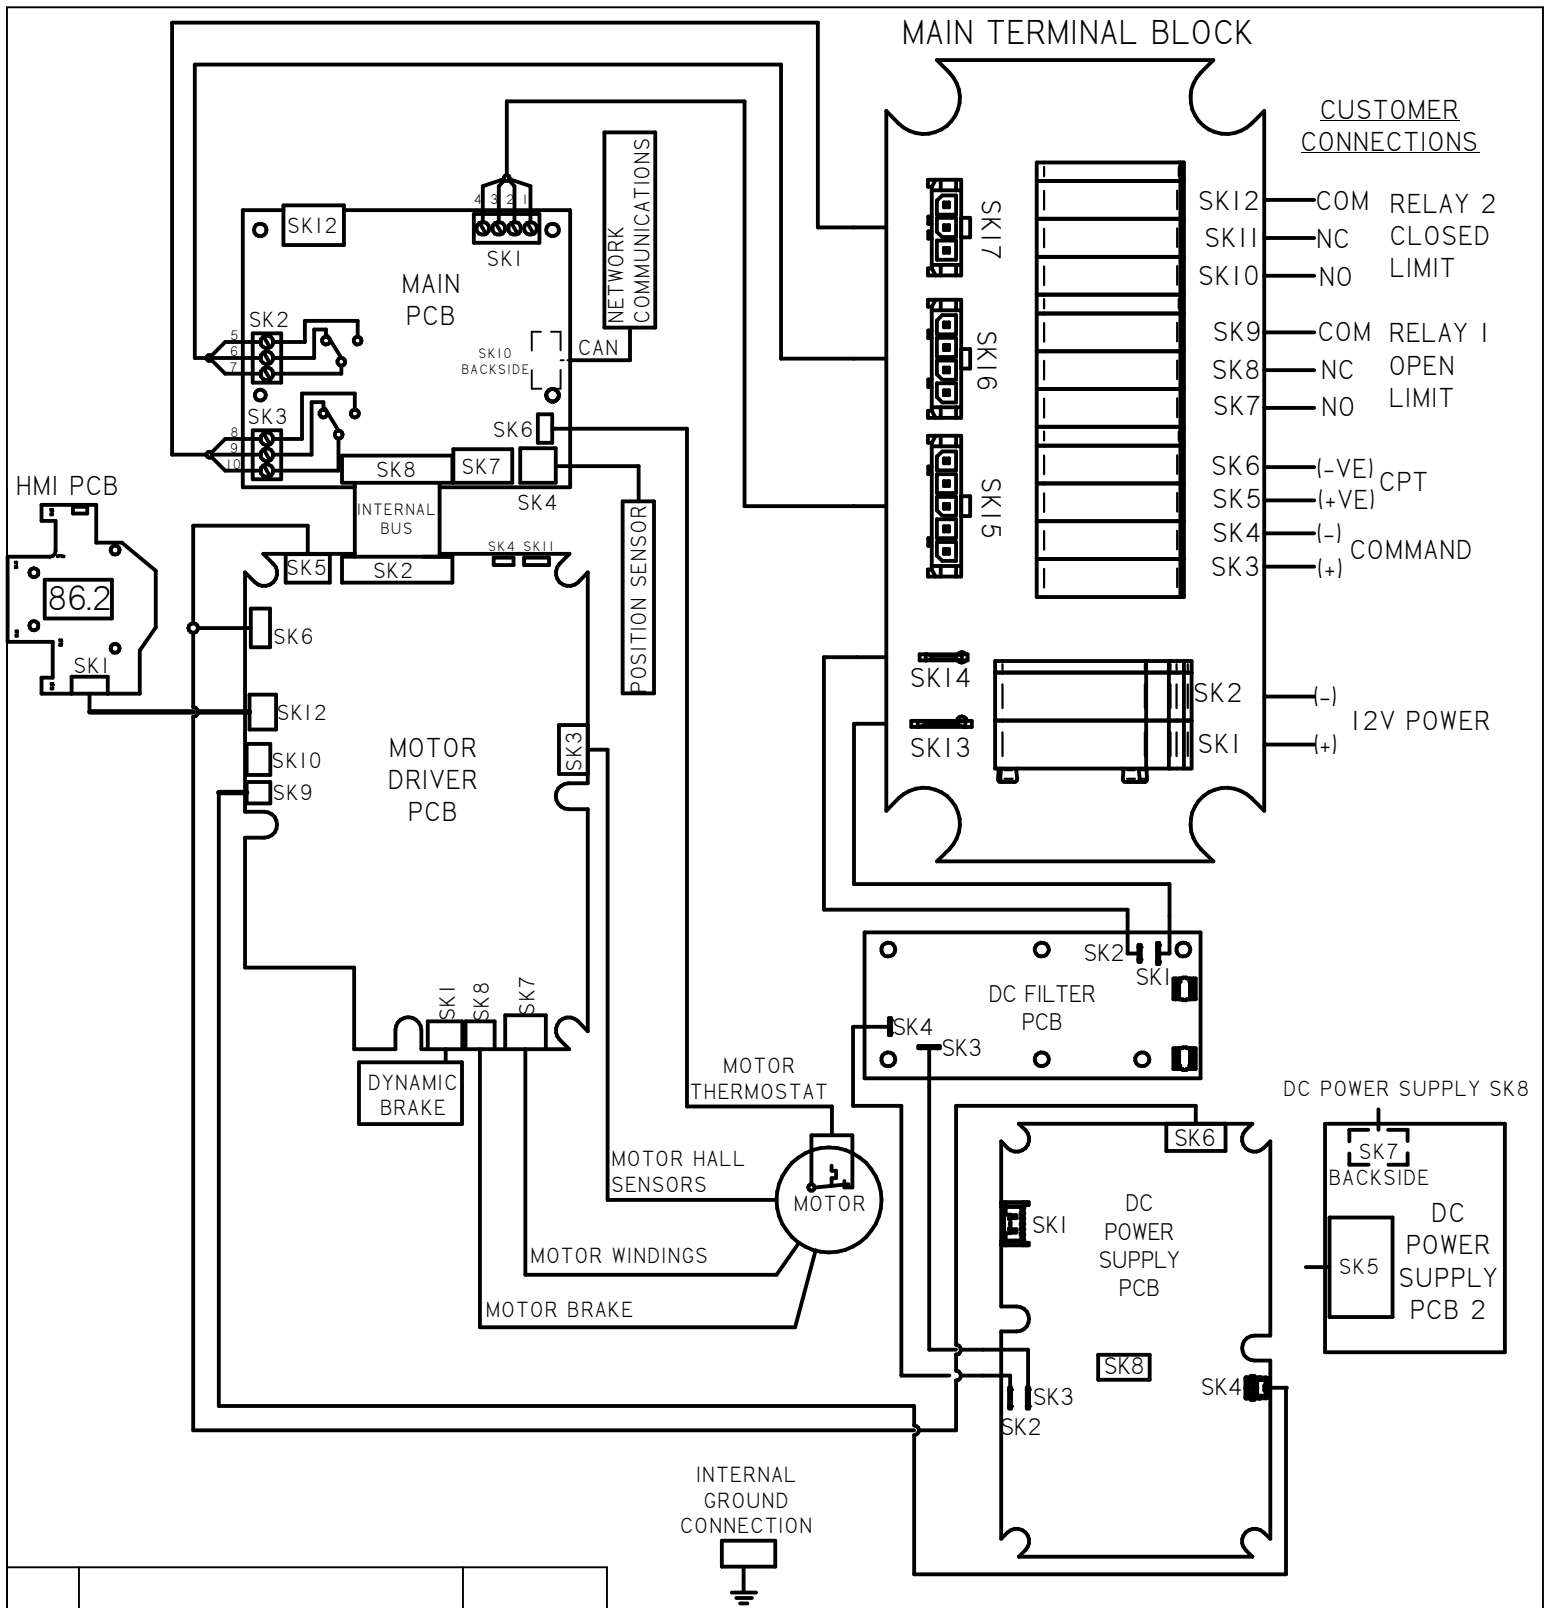 MAIN TERMINAL BLOCK
CUSTOMER
CONNECTIONS
SK17
SK16
SK15
SK14
SK13
SK12
COM
RELAY 2
SK11
NC
CLOSED
SK10
NO
LIMIT
SK9
COM
RELAY 1
SK8
NC
OPEN
SK7
NO
LIMIT
SK6
(-VE)
CPT
SK5
(+VE)
SK4
(-)
COMMAND
SK3
(+)
SK2
(-)
12V POWER
SK1
(+)
NETWORK
COMMUNICATIONS
4 3 2 1
SK12
SK1
MAIN
PCB
SK2
5
6
7
SK10
BACKSIDE
CAN
SK3
8
9
10
SK6
SK8
SK7
SK4
INTERNAL
BUS
POSITION SENSOR
HMI PCB
86.2
SK1
SK5
SK2
SK4 SK11
SK6
SK12
SK10
SK9
SK3
MOTOR
DRIVER
PCB
SK1
SK8
SK7
DYNAMIC
BRAKE
MOTOR
THERMOSTAT
MOTOR HALL
SENSORS
MOTOR
MOTOR WINDINGS
MOTOR BRAKE
SK2
SK1
DC FILTER
PCB
SK4
SK3
SK6
SK1
DC
POWER
SUPPLY
PCB
SK8
SK4
SK3
SK2
DC POWER SUPPLY SK8
SK7
BACKSIDE
SK5
DC
POWER
SUPPLY
PCB 2
INTERNAL
GROUND
CONNECTION